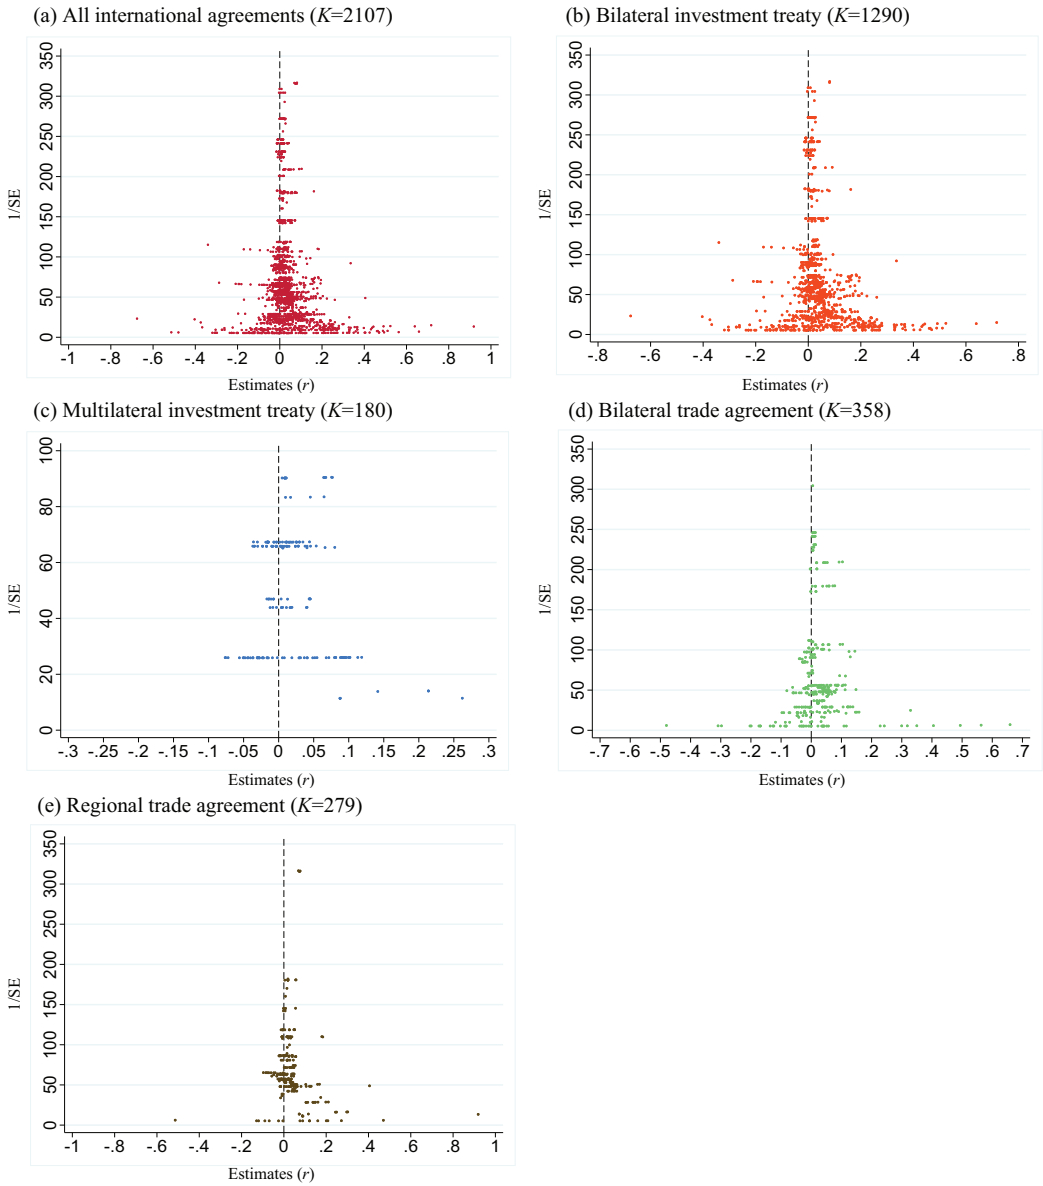 (a) All international agreements (K=2107)
350
300
250
200
150
100
50
0
1/SE
-1 -.8 -.6 -.4 -.2 0 .2 .4 .6 .8 1
Estimates (r)
(b) Bilateral investment treaty (K=1290)
350
300
250
200
150
100
50
0
1/SE
-.8 -.6 -.4 -.2 0 .2 .4 .6 .8
Estimates (r)
(c) Multilateral investment treaty (K=180)
100
80
60
40
20
0
1/SE
-.3 -.25 -.2 -.15 -.1 -.05 0 .05 .1 .15 .2 .25 .3
Estimates (r)
(d) Bilateral trade agreement (K=358)
350
300
250
200
150
100
50
0
1/SE
-.7 -.6 -.5 -.4 -.3 -.2 -.1 0 .1 .2 .3 .4 .5 .6 .7
Estimates (r)
(e) Regional trade agreement (K=279)
350
300
250
200
150
100
50
0
1/SE
-1 -.8 -.6 -.4 -.2 0 .2 .4 .6 .8 1
Estimates (r)